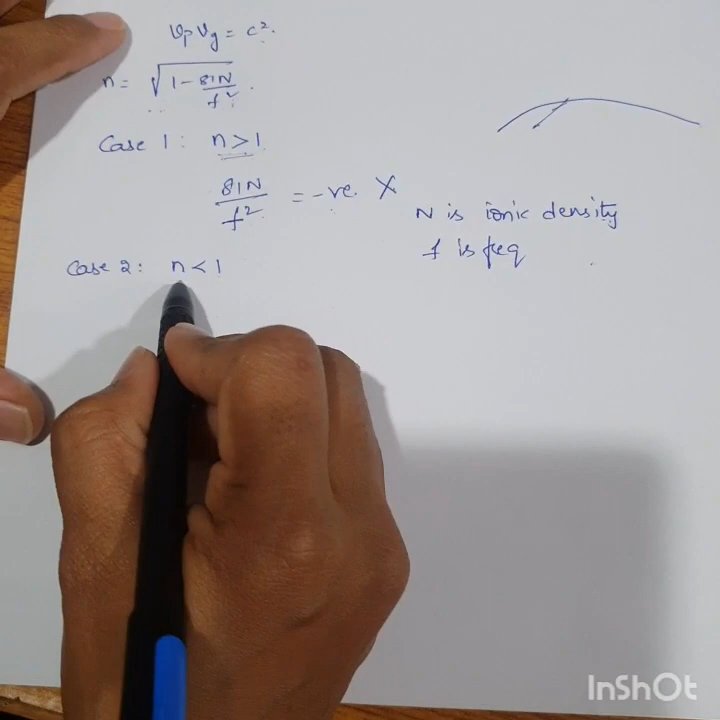 VpVg = c².
n = √1 - 81N/f².
Case 1: n > 1
81N/f² = -ve. X
N is ionic density
f is freq
Case 2: n < 1
InShOt